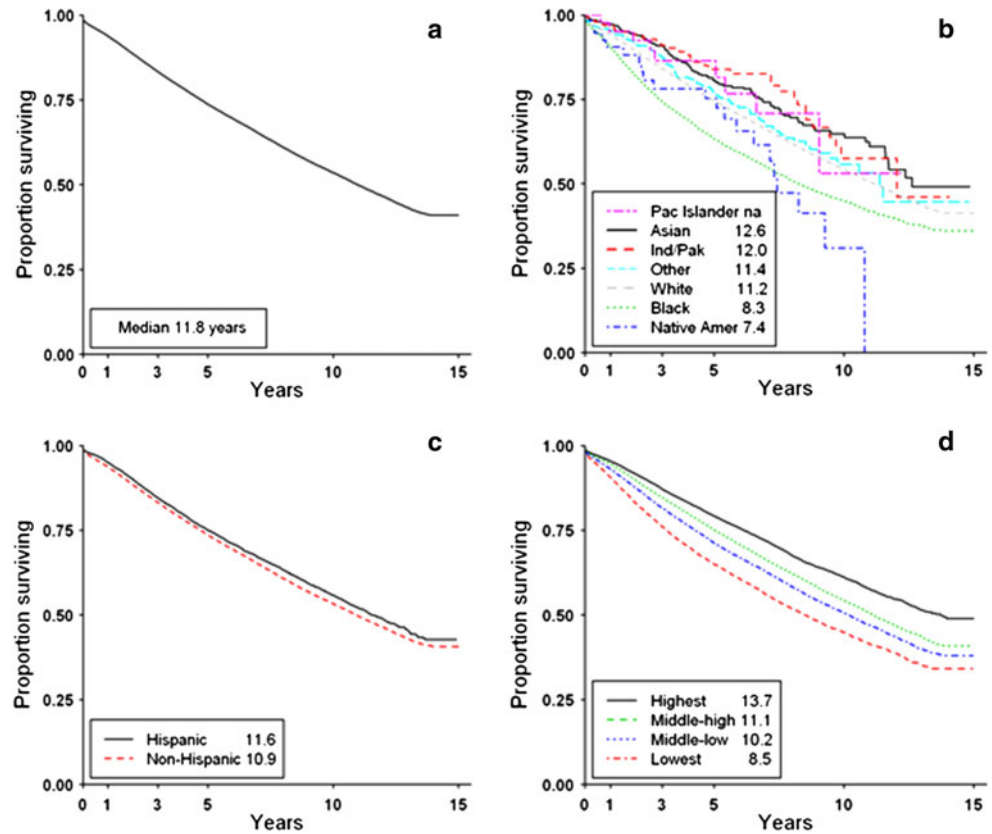 a
Proportion surviving
1.00
0.75
0.50
0.25
0.00
Median 11.8 years
0 1 3 5 10 15
Years
b
Proportion surviving
1.00
0.75
0.50
0.25
0.00
Pac Islander na
Asian 12.6
Ind/Pak 12.0
Other 11.4
White 11.2
Black 8.3
Native Amer 7.4
0 1 3 5 10 15
Years
c
Proportion surviving
1.00
0.75
0.50
0.25
0.00
Hispanic 11.6
Non-Hispanic 10.9
0 1 3 5 10 15
Years
d
Proportion surviving
1.00
0.75
0.50
0.25
0.00
Highest 13.7
Middle-high 11.1
Middle-low 10.2
Lowest 8.5
0 1 3 5 10 15
Years